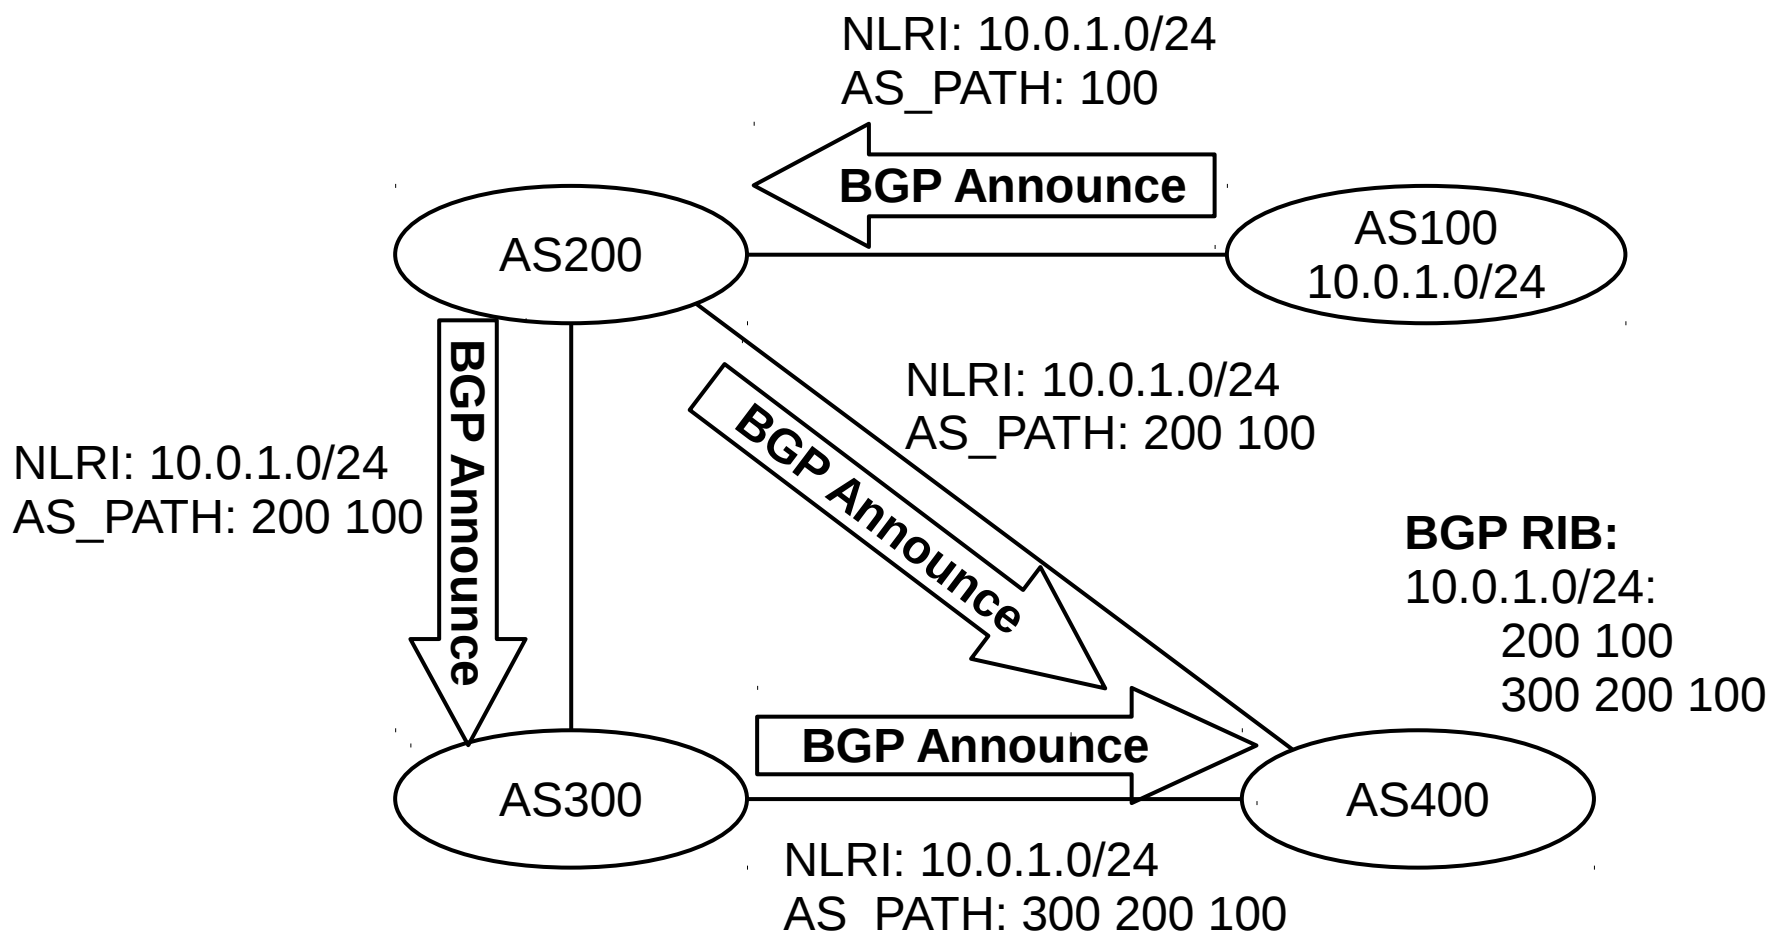 NLRI: 10.0.1.0/24
AS_PATH: 100
BGP Announce
AS200
AS100
10.0.1.0/24
BGP Announce
NLRI: 10.0.1.0/24
AS_PATH: 200 100
BGP Announce
NLRI: 10.0.1.0/24
AS_PATH: 200 100
BGP RIB:
10.0.1.0/24:
200 100
300 200 100
BGP Announce
AS300
AS400
NLRI: 10.0.1.0/24
AS_PATH: 300 200 100